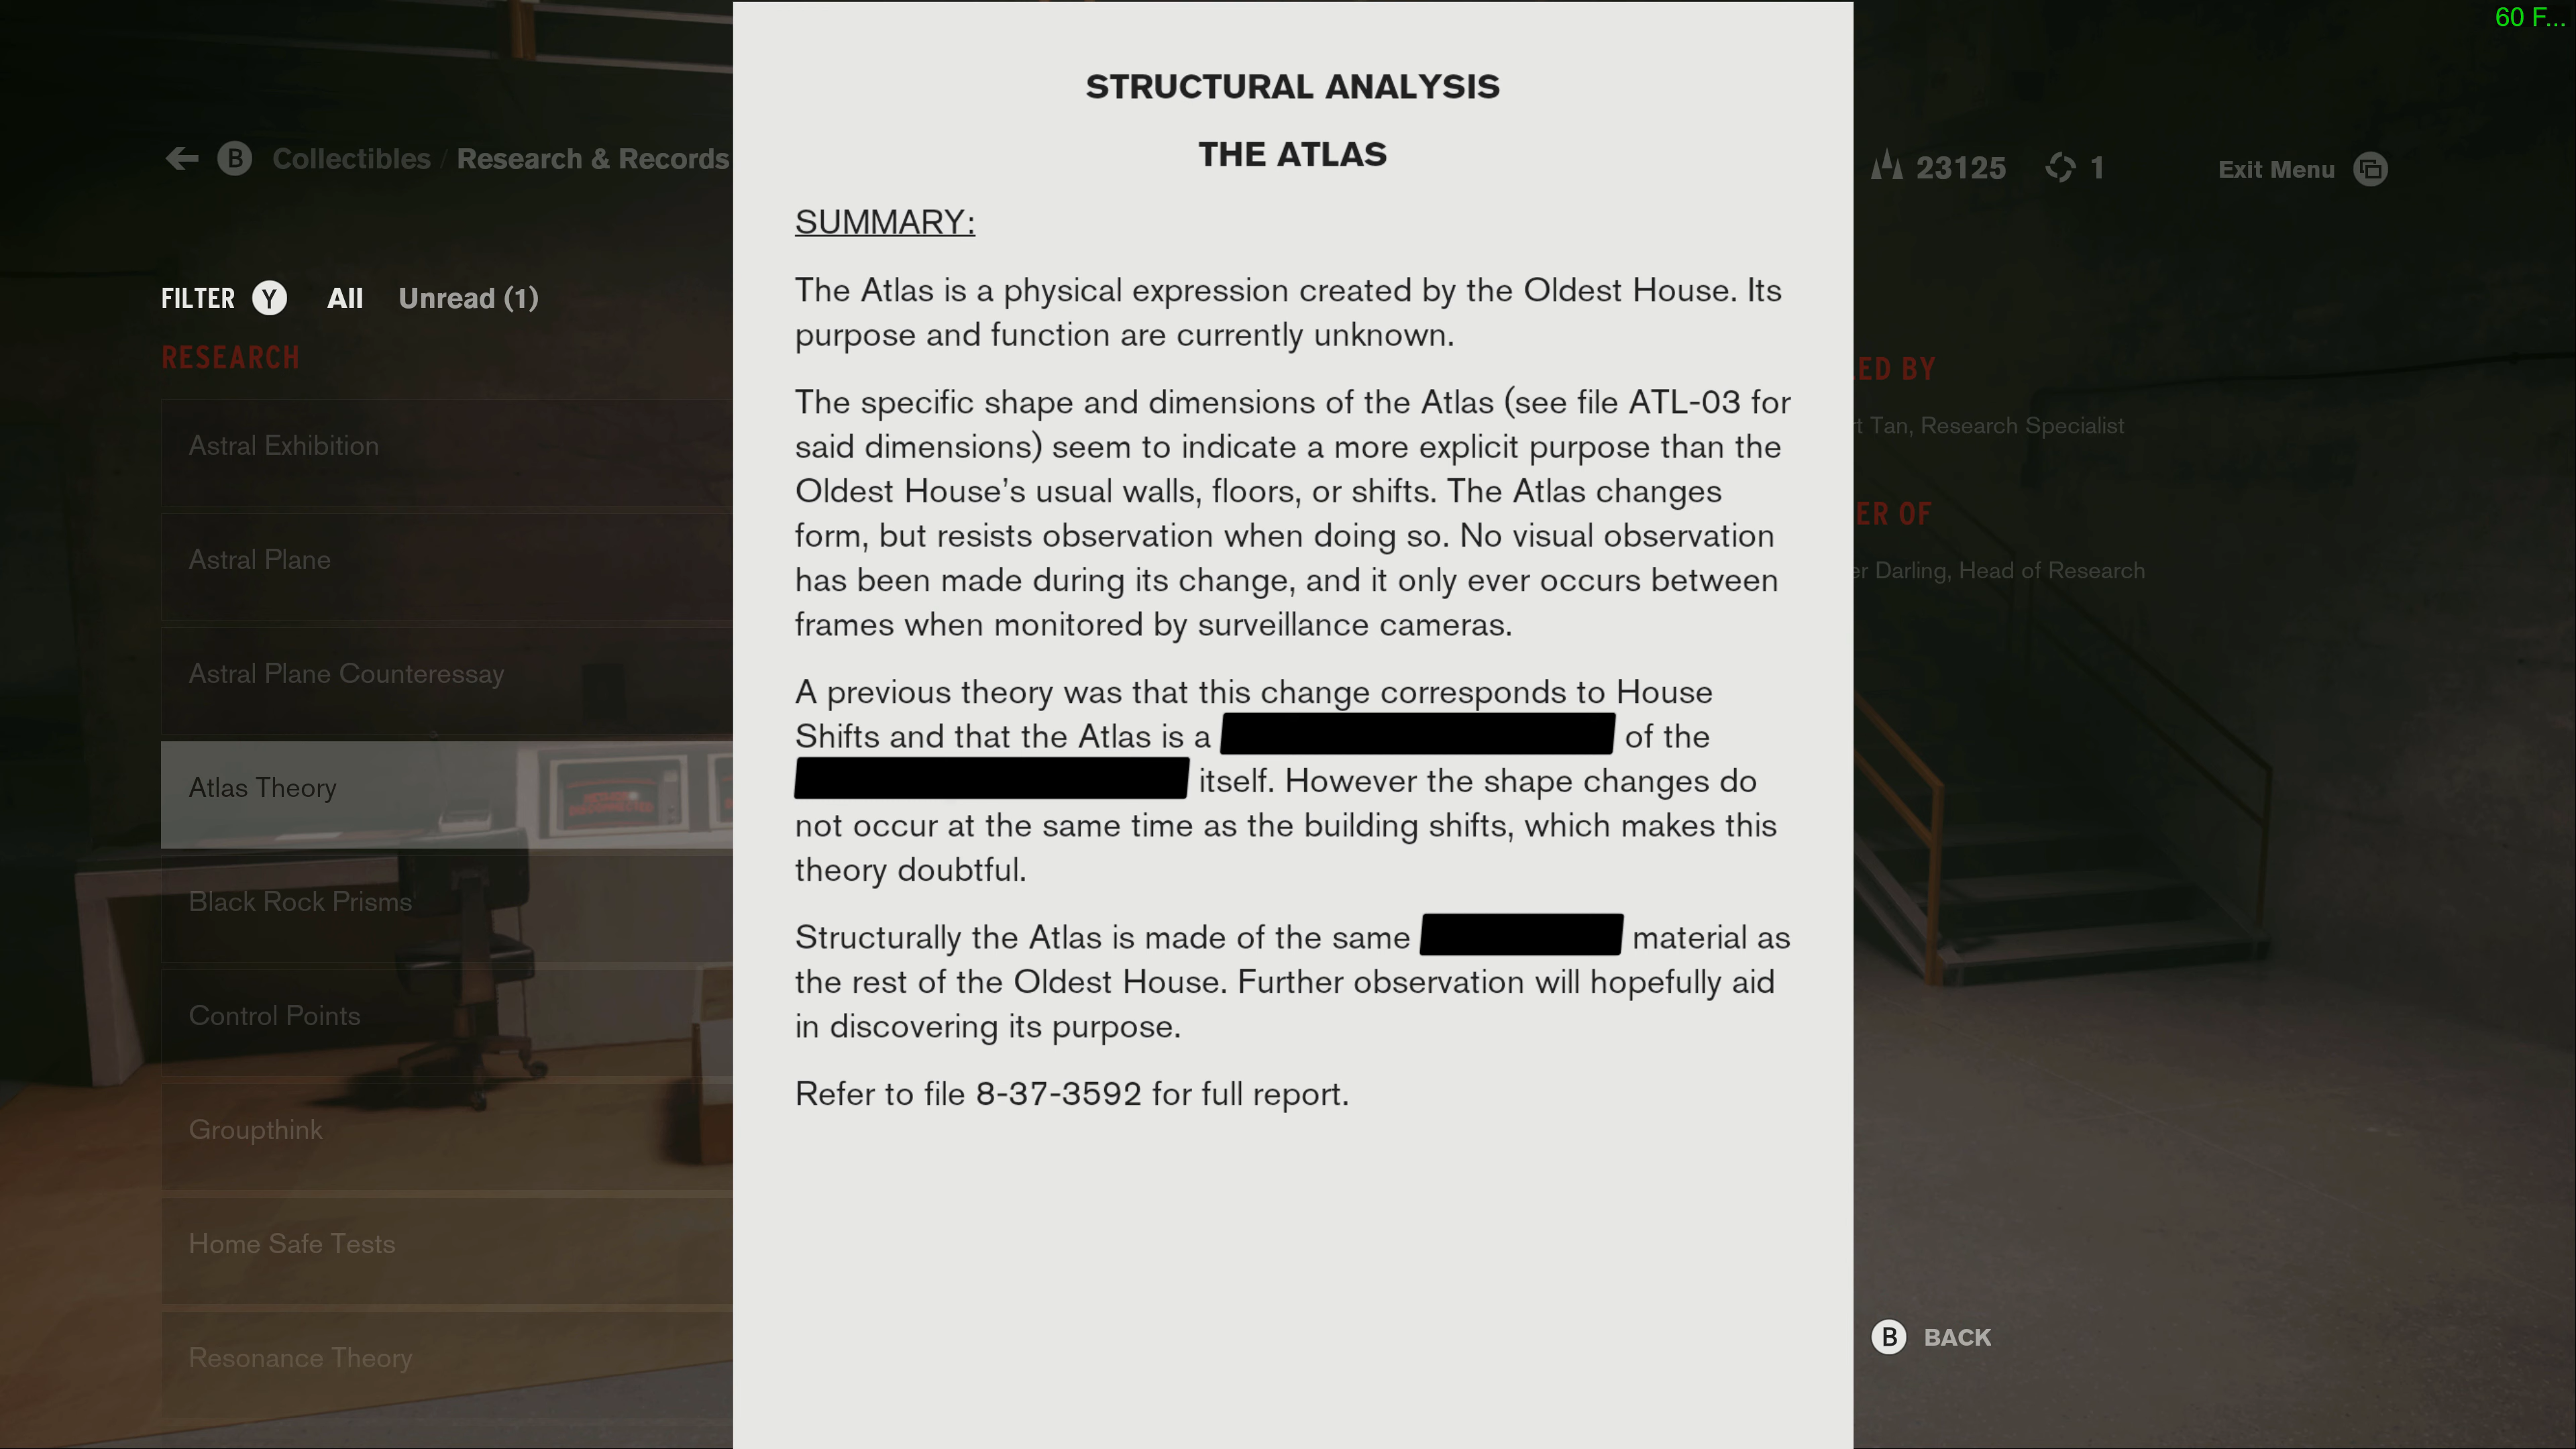 60 F...
B Collectibles / Research & Records
23125 1 Exit Menu
FILTER Y All Unread (1)
RESEARCH
Astral Exhibition
Astral Plane
Astral Plane Counteressay
Atlas Theory
Black Rock Prisms
Control Points
Groupthink
Home Safe Tests
Resonance Theory
STRUCTURAL ANALYSIS
THE ATLAS
SUMMARY:
The Atlas is a physical expression created by the Oldest House. Its
purpose and function are currently unknown.
The specific shape and dimensions of the Atlas (see file ATL-03 for
said dimensions) seem to indicate a more explicit purpose than the
Oldest House's usual walls, floors, or shifts. The Atlas changes
form, but resists observation when doing so. No visual observation
has been made during its change, and it only ever occurs between
frames when monitored by surveillance cameras.
A previous theory was that this change corresponds to House
Shifts and that the Atlas is a of the
itself. However the shape changes do
not occur at the same time as the building shifts, which makes this
theory doubtful.
Structurally the Atlas is made of the same material as
the rest of the Oldest House. Further observation will hopefully aid
in discovering its purpose.
Refer to file 8-37-3592 for full report.
BY
Tan, Research Specialist
OF
Darling, Head of Research
B BACK